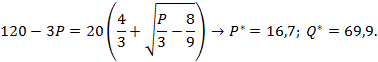 120 − 3P = 20 (4/3 + √(P/3 − 8/9)) → P* = 16,7; Q* = 69,9.